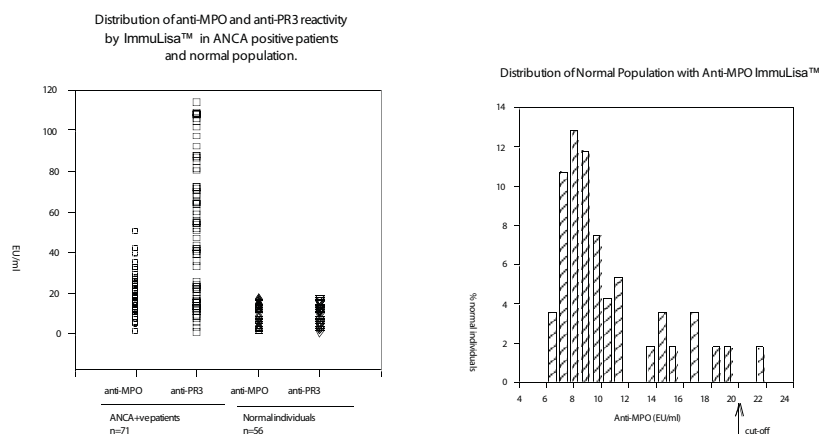 Distribution of anti-MPO and anti-PR3 reactivity
by ImmuLisa™ in ANCA positive patients
and normal population.
120
100
80
60
40
20
0
EU/ml
anti-MPO
anti-PR3
anti-MPO
anti-PR3
ANCA+vepatients
n=71
Normal individuals
n=56
Distribution of Normal Population with Anti-MPO ImmuLisa™
14
12
10
8
6
4
2
0
% normal individuals
4 6 8 10 12 14 16 18 20 22 24
Anti-MPO (EU/ml)
cut-off